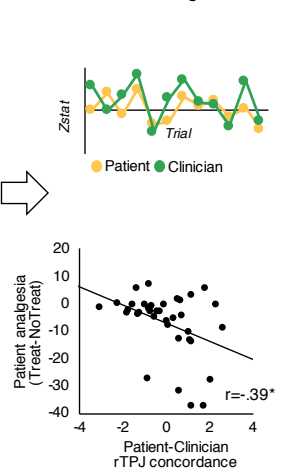 Zstat
Trial
Patient Clinician
20
10
0
-10
-20
-30
-40
Patient analgesia
(Treat-NoTreat)
r=-.39*
-4 -2 0 2 4
Patient-Clinician
rTPJ concordance